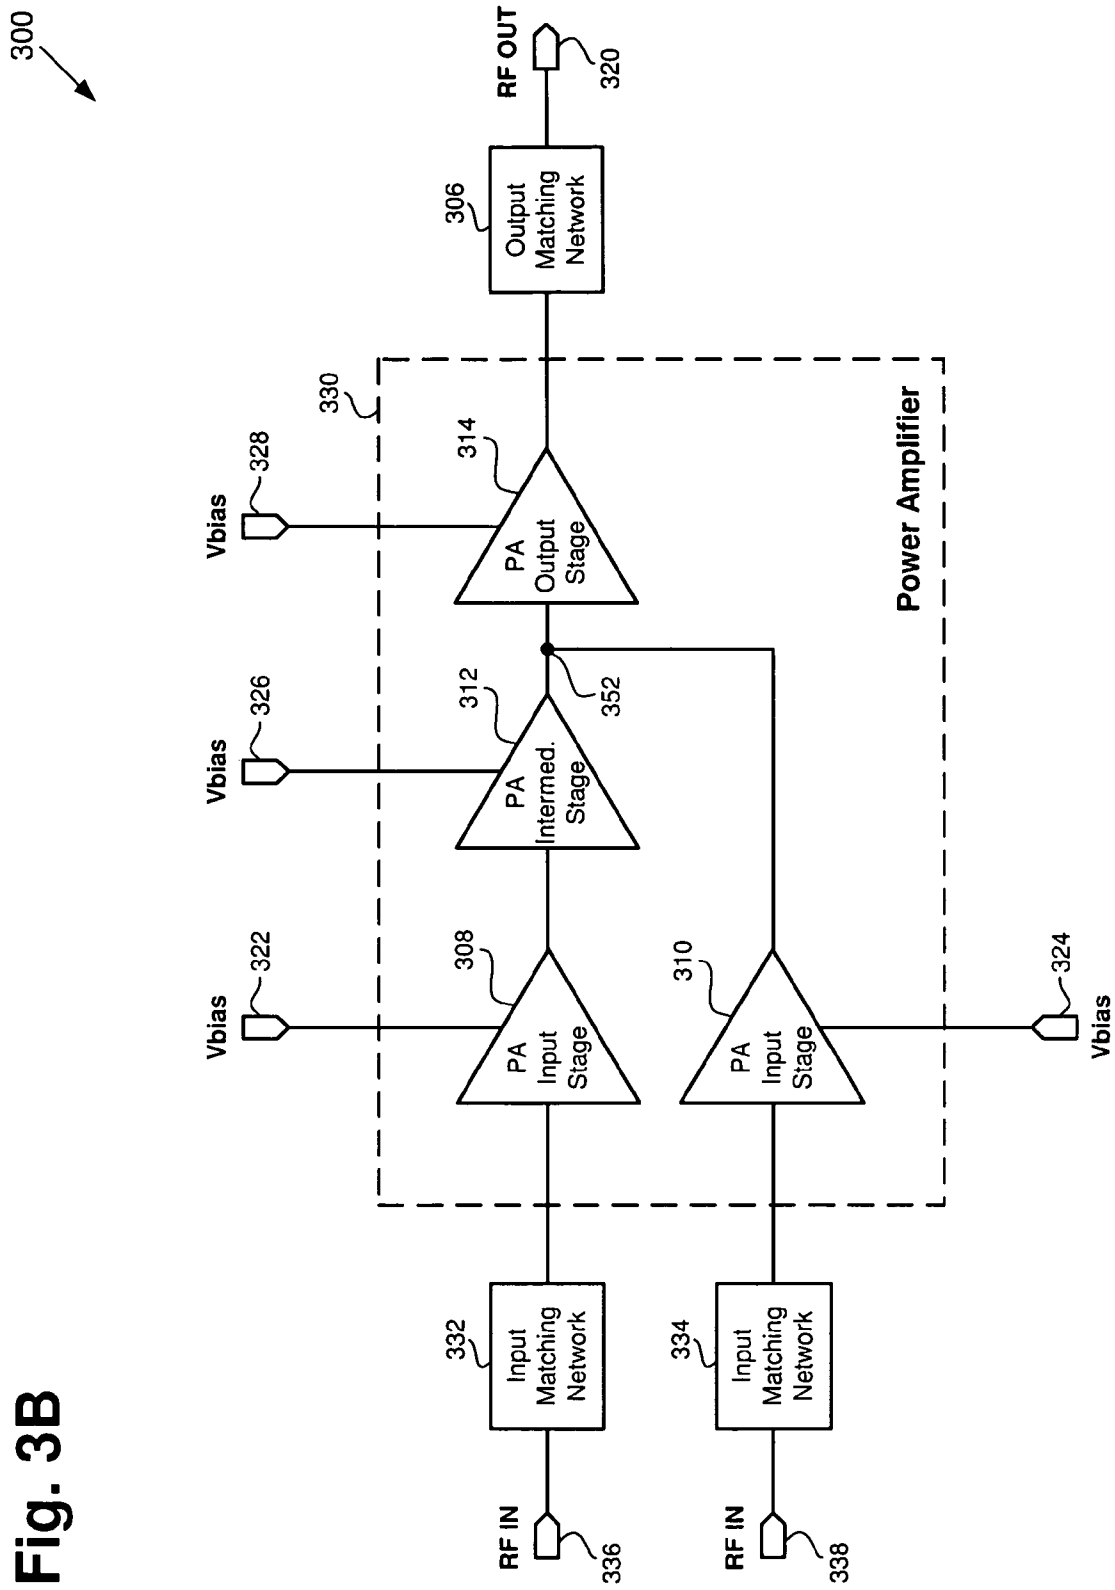 Fig. 3B
300
RF IN
336
332
Input
Matching
Network
Vbias
322
308
PA
Input
Stage
Vbias
326
312
PA
Intermed.
Stage
352
Vbias
328
314
PA
Output
Stage
330
306
Output
Matching
Network
RF OUT
320
RF IN
338
334
Input
Matching
Network
310
PA
Input
Stage
324
Vbias
Power Amplifier